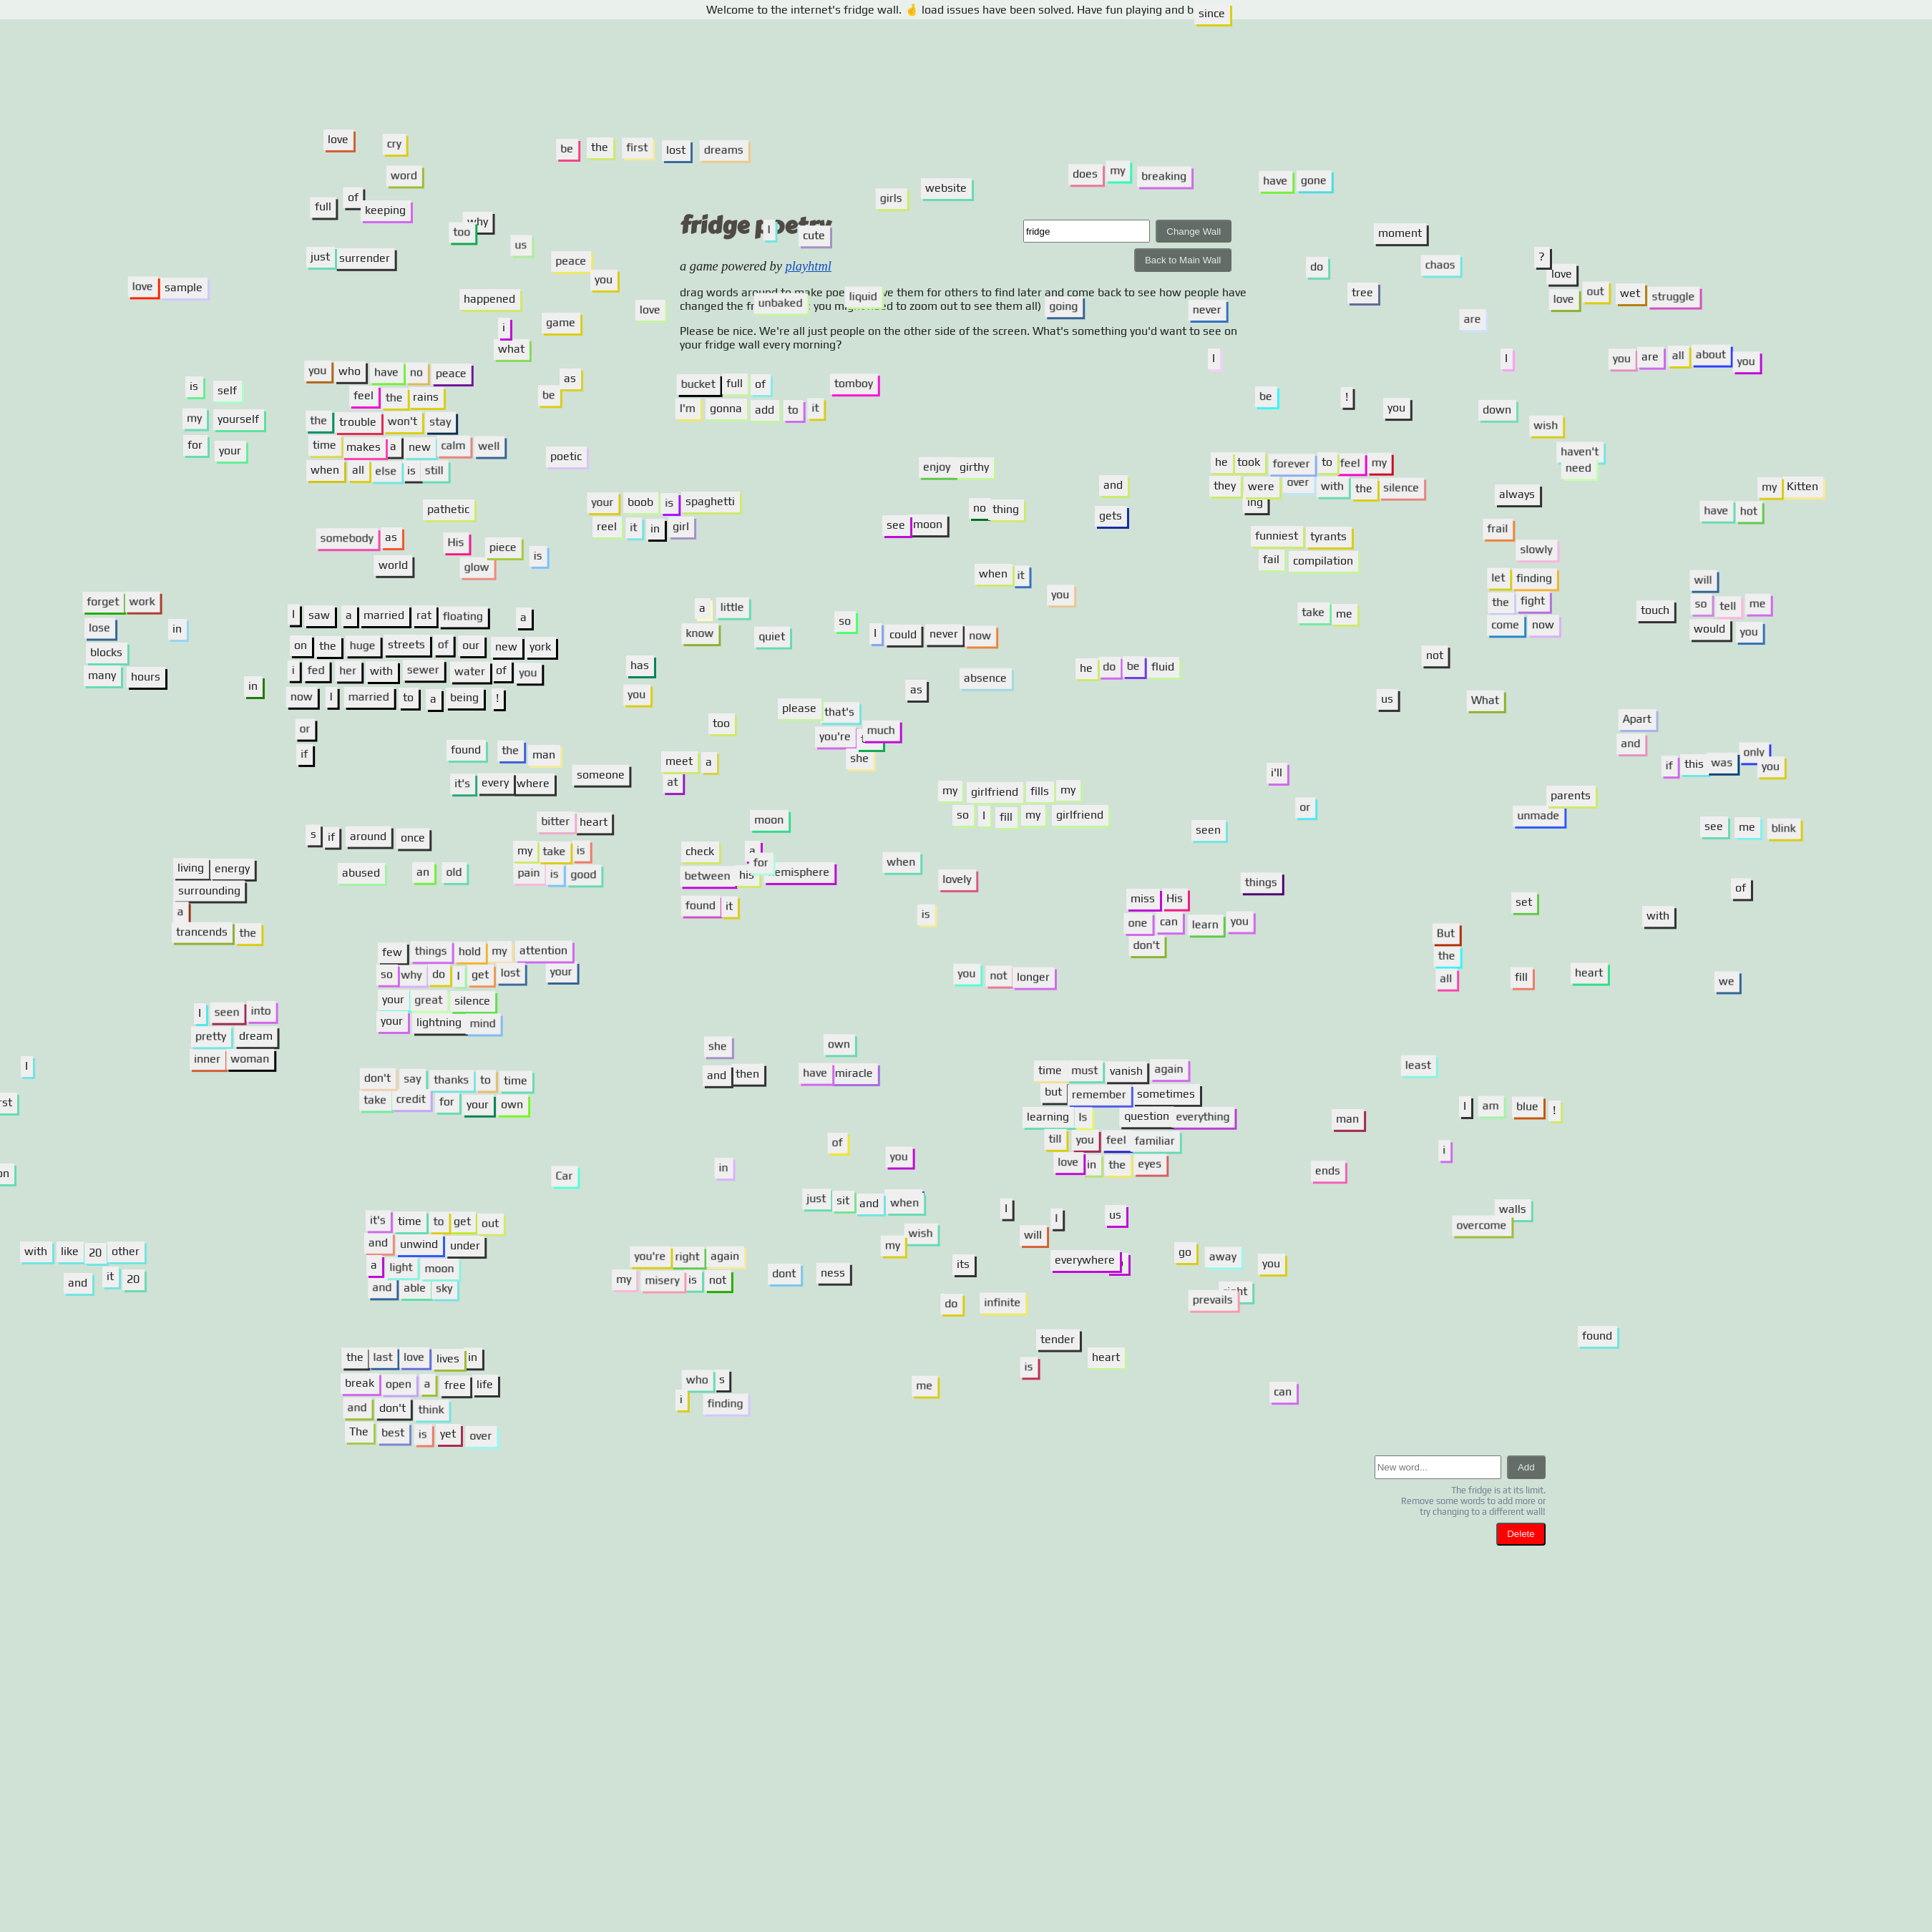 Welcome to the internet's fridge wall. ☝ load issues have been solved. Have fun playing and b
since
love cry
be the first lost dreams
word
does my breaking
have gone
girls website
full of keeping
why
too
us
fridge poetry
I cute
fridge
Change Wall
moment
just surrender
peace
a game powered by playhtml
Back to Main Wall
do
chaos
?
love
you
love sample
happened
drag words around to make poe ve them for others to find later and come back to see how people have
changed the fr you mig ed to zoom out to see them all)
unbaked liquid going never
tree
love out wet struggle
love
i
game
are
Please be nice. We're all just people on the other side of the screen. What's something you'd want to see on
your fridge wall every morning?
what
I
I
you are all about you
is self
you who have no peace
as
bucket full of tomboy
feel the rains
be
be
!
you
down
my yourself
the trouble won't stay
I'm gonna add to it
wish
for your
time makes a new calm well
poetic
haven't
need
when all else is still
enjoy girthy
he took forever to feel my
they were over with the silence
ing
and
always
my Kitten
pathetic
your boob is spaghetti
no thing
gets
have hot
reel it in girl
see moon
somebody as
His
piece
is
funniest tyrants
frail
slowly
world
glow
fail compilation
when it
let finding
will
you
forget work
a little
the fight
so tell me
I saw a married rat floating a
take me
touch
lose
in
know
quiet
so
I could never now
come now
would you
on the huge streets of our new york
blocks
not
has
he do be fluid
i fed her with sewer water of you
many hours
in
absence
as
now I married to a being !
you
us
What
please that's
or
too
you're much
Apart
if
found the man
she
and
meet a
if this was only you
it's every where
someone
at
i'll
my girlfriend fills my
parents
or
so I fill my girlfriend
unmade
bitter heart
moon
seen
see me blink
s if around once
my take is
check
a
for
when
living energy
abused
an old
pain is good
between his emisphere
lovely
things
surrounding
of
miss His
set
a
found it
is
with
one can learn you
trancends the
But
don't
few things hold my attention
the
so why do I get lost your
you not longer
all
fill
heart
we
your great silence
I seen into
your lightning mind
pretty dream
she
own
inner woman
I
least
and then
have miracle
time must vanish again
don't say thanks to time
but remember sometimes
rst
take credit for your own
I am blue !
learning Is question everything
man
of
till you feel familiar
i
you
in
love in the eyes
ends
on
Car
just sit and when
I
walls
it's time to get out
I
us
overcome
wish
will
and unwind under
my
with like 20 other
you're right again
everywhere
go away you
its
a light moon
dont
ness
and it 20
my misery is not
and able sky
right
prevails
do
infinite
found
tender
the last love lives in
heart
is
who s
break open a free life
me
can
i
finding
and don't think
The best is yet over
New word...
Add
The fridge is at its limit.
Remove some words to add more or
try changing to a different wall!
Delete